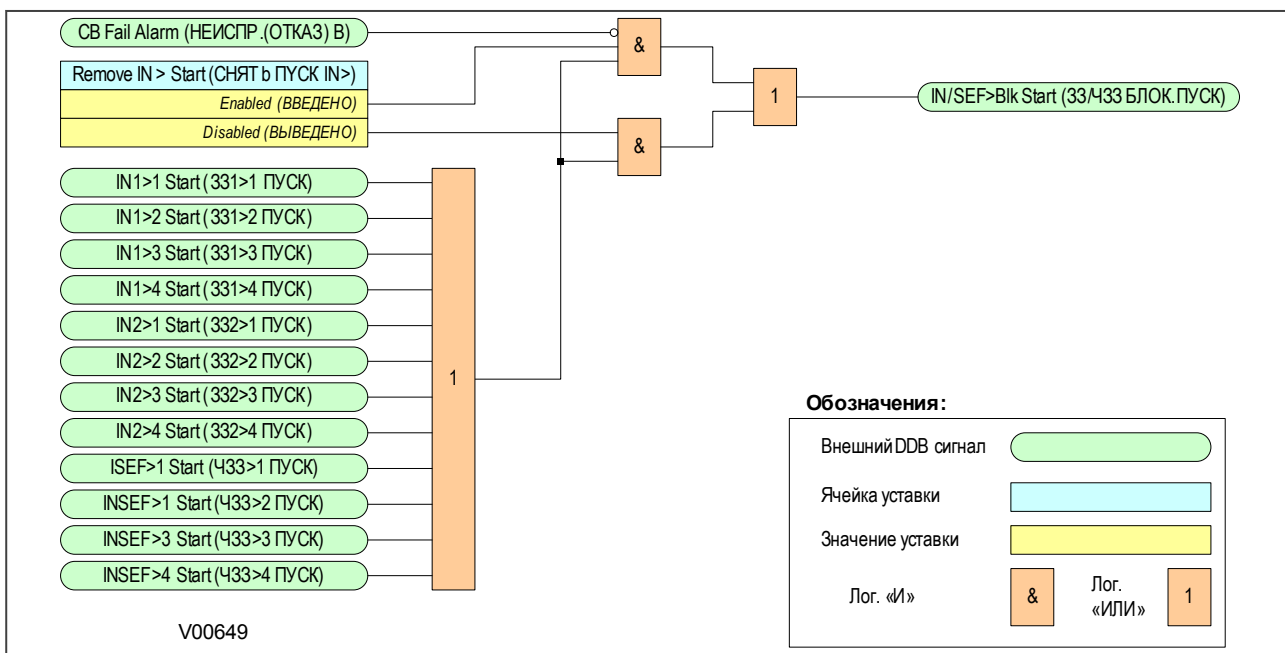 CB Fail Alarm (НЕИСПР.(ОТКАЗ) В)
&
Remove IN > Start (СНЯТ b ПУСК IN>)
1
IN/SEF>Blk Start (ЗЗ/ЧЗЗ БЛОК.ПУСК)
Enabled (ВВЕДЕНО)
Disabled (ВЫВЕДЕНО)
&
IN1>1 Start (ЗЗ1>1 ПУСК)
IN1>2 Start (ЗЗ1>2 ПУСК)
IN1>3 Start (ЗЗ1>3 ПУСК)
IN1>4 Start (ЗЗ1>4 ПУСК)
IN2>1 Start (ЗЗ2>1 ПУСК)
IN2>2 Start (ЗЗ2>2 ПУСК)
IN2>3 Start (ЗЗ2>3 ПУСК)
IN2>4 Start (ЗЗ2>4 ПУСК)
ISEF>1 Start (ЧЗЗ>1 ПУСК)
INSEF>1 Start (ЧЗЗ>2 ПУСК)
INSEF>3 Start (ЧЗЗ>3 ПУСК)
INSEF>4 Start (ЧЗЗ>4 ПУСК)
1
V00649
Обозначения:
Внешний DDB сигнал
Ячейка уставки
Значение уставки
Лог. «И»
&
Лог.
«ИЛИ»
1